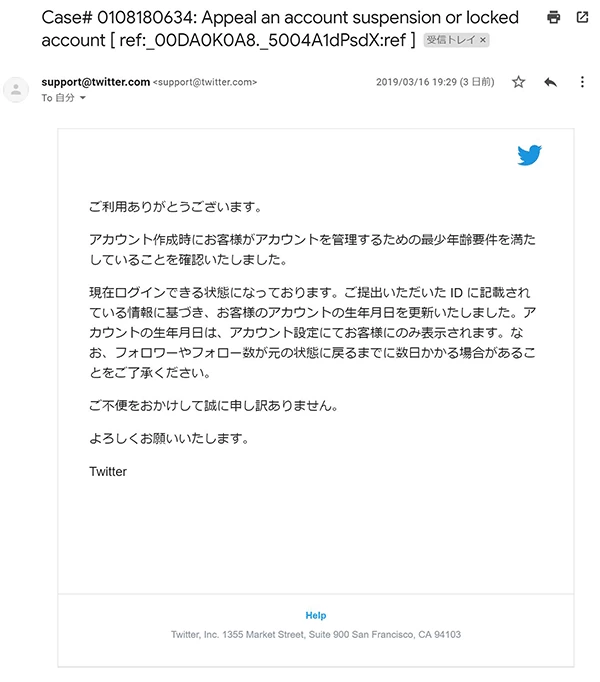 Case# 0108180634: Appeal an account suspension or locked
account [ ref:_00DA0K0A8._5004A1dPsdX:ref ] 受信トレイ ×
support@twitter.com <support@twitter.com>
2019/03/16 19:29 (3 日前)
To 自分
ご利用ありがとうございます。
アカウント作成時にお客様がアカウントを管理するための最少年齢要件を満た
していることを確認いたしました。
現在ログインできる状態になっております。ご提出いただいた ID に記載され
ている情報に基づき、お客様のアカウントの生年月日を更新いたしました。ア
カウントの生年月日は、アカウント設定にてお客様にのみ表示されます。な
お、フォロワーやフォロー数が元の状態に戻るまでに数日かかる場合があるこ
とをご了承ください。
ご不便をおかけして誠に申し訳ありません。
よろしくお願いいたします。
Twitter
Help
Twitter, Inc. 1355 Market Street, Suite 900 San Francisco, CA 94103